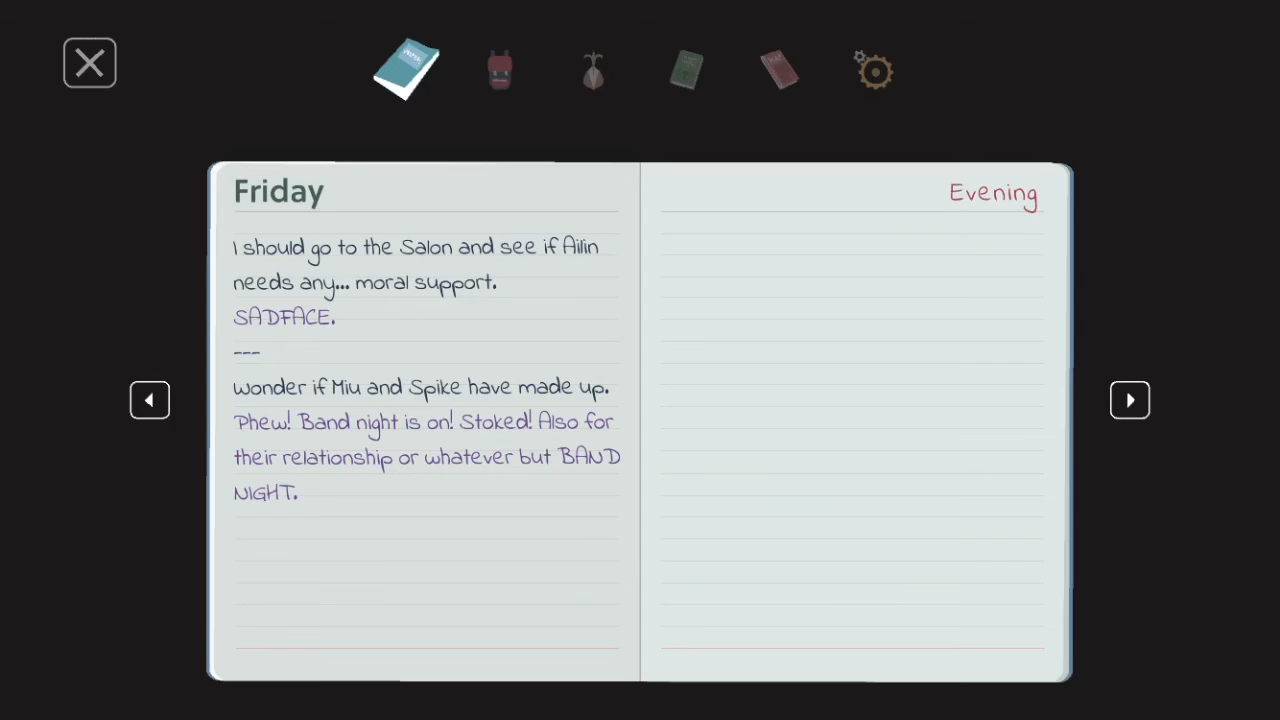 Friday
I should go to the Salon and see if Ailin
needs any... moral support.
SADFACE.
---
Wonder if Miu and Spike have made up.
Phew! Band night is on! Stoked! Also for
their relationship or whatever but BAND
NIGHT.
Evening